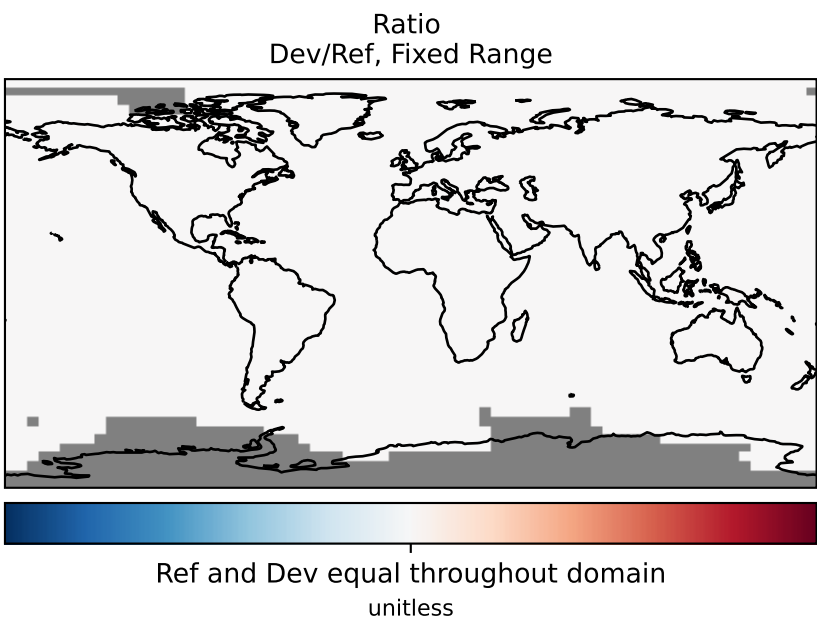 Ratio
Dev/Ref, Fixed Range
Ref and Dev equal throughout domain
unitless